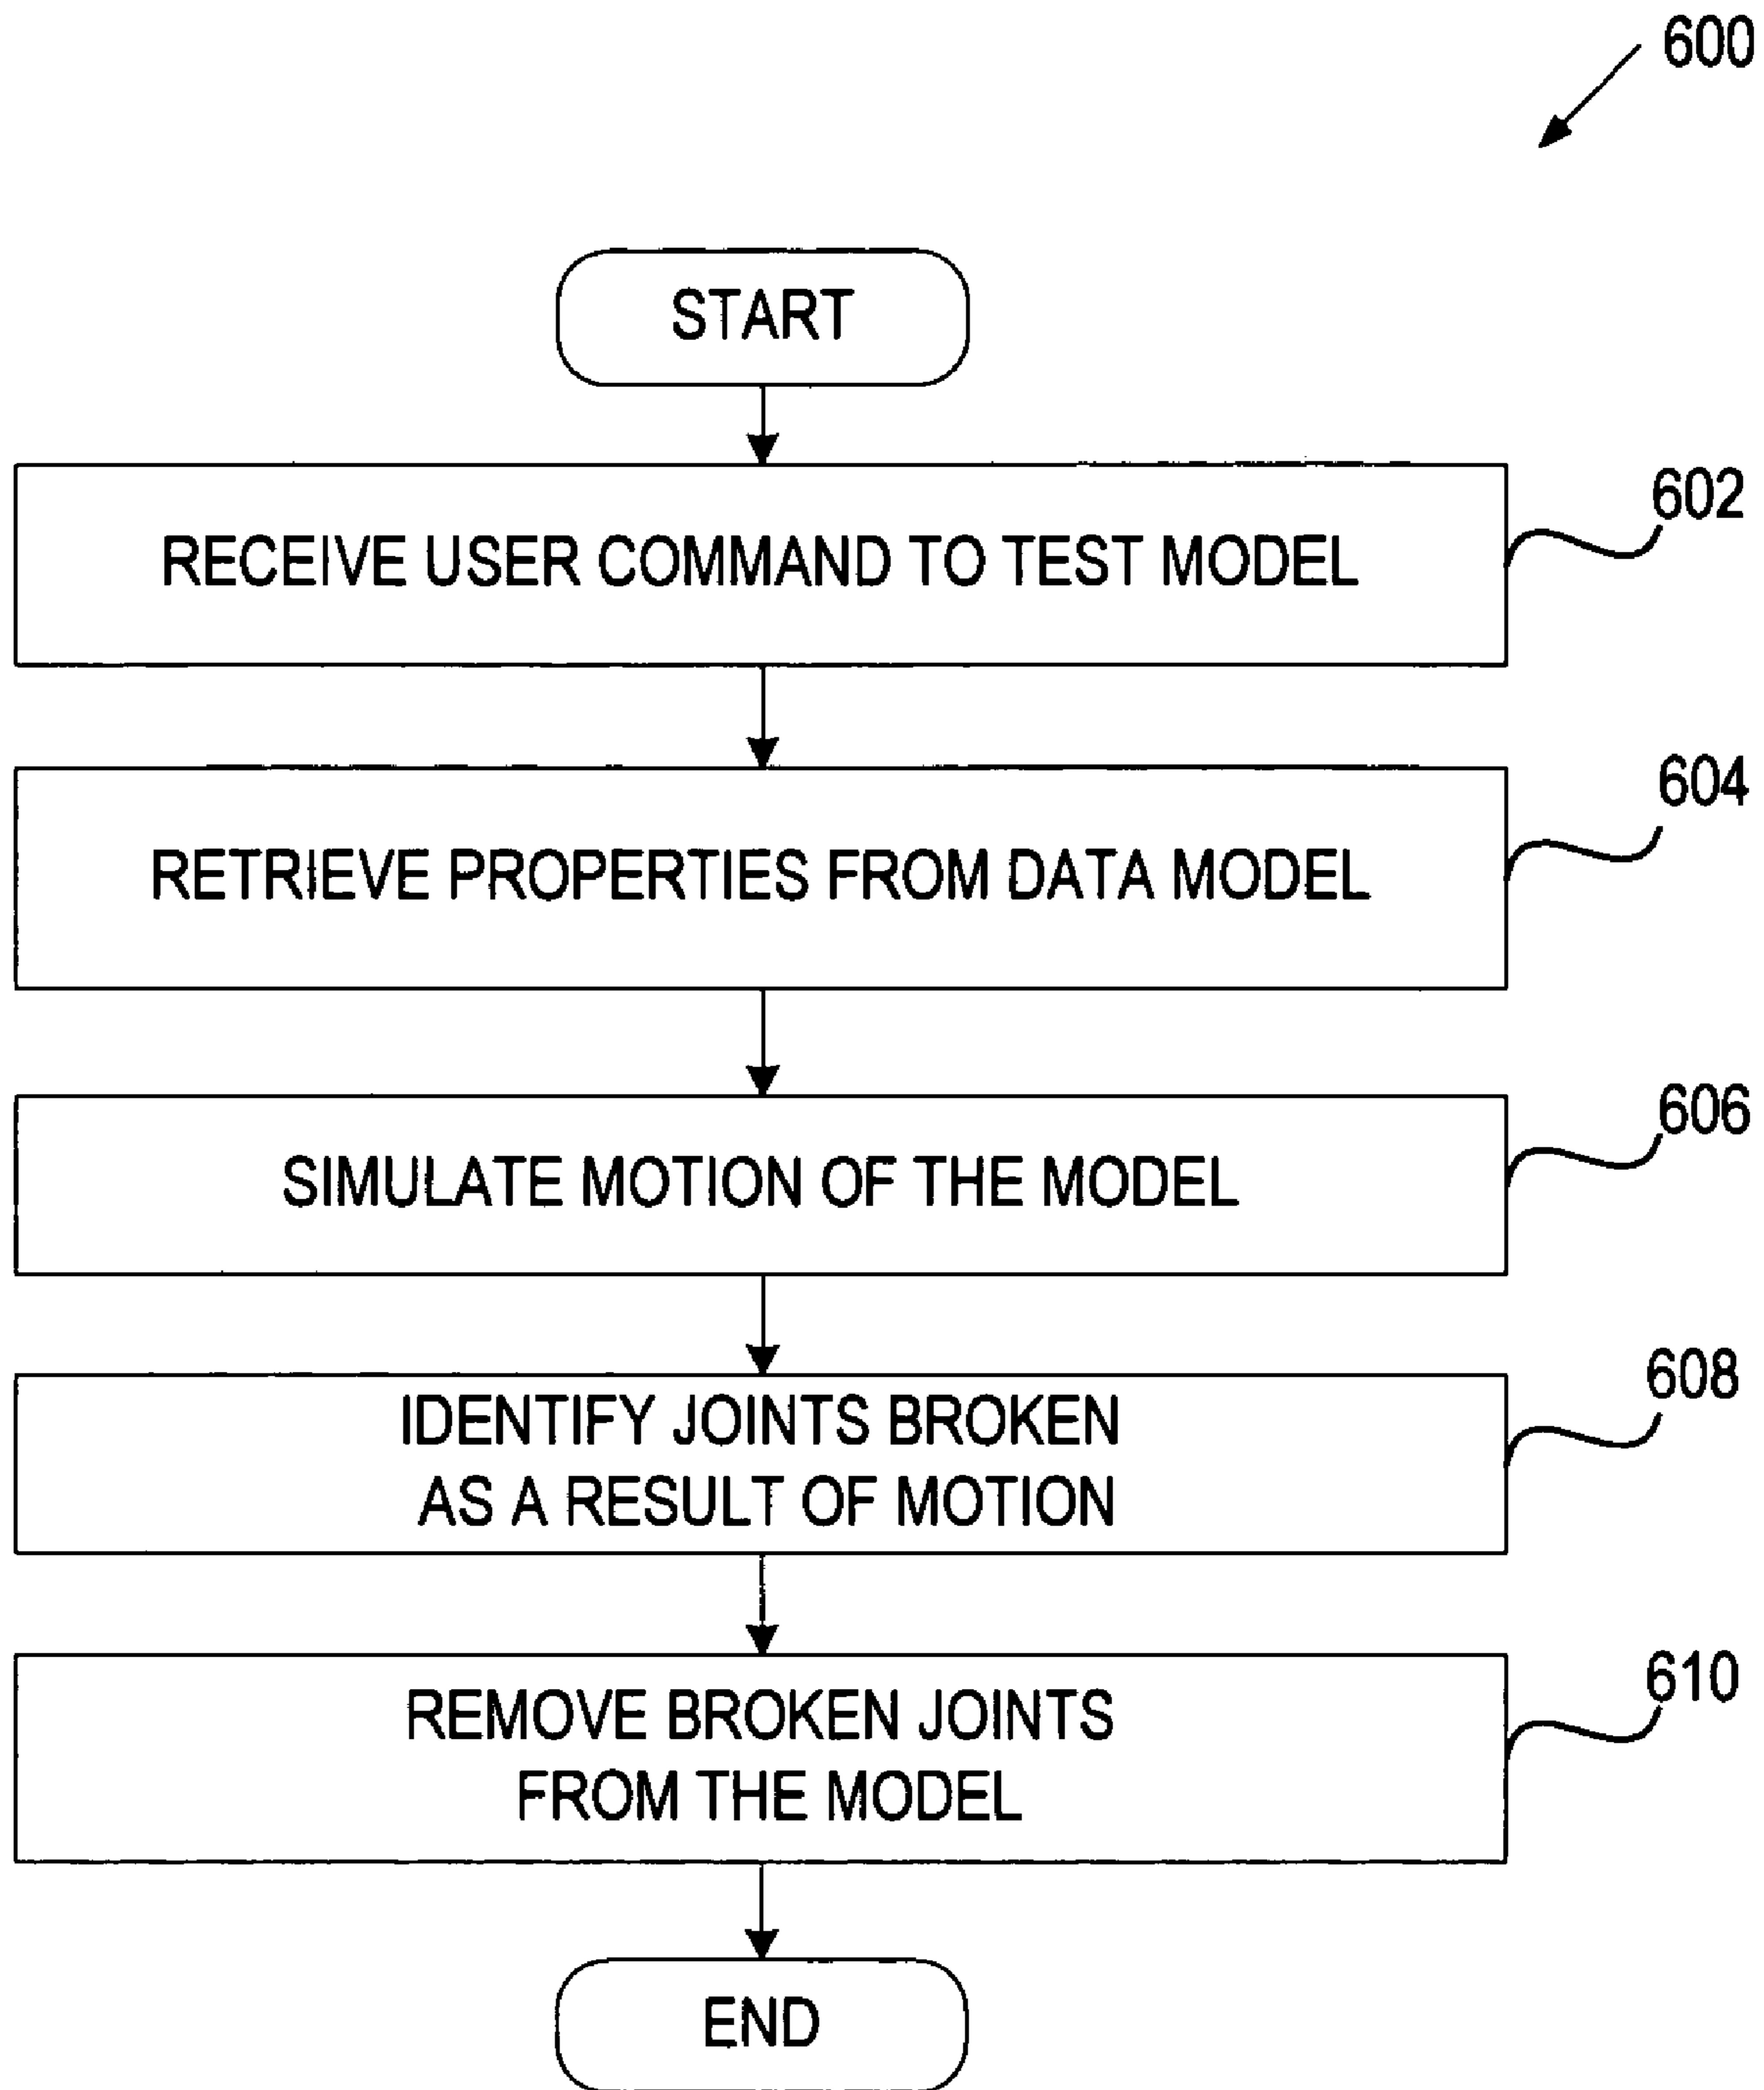 600
START
602
RECEIVE USER COMMAND TO TEST MODEL
604
RETRIEVE PROPERTIES FROM DATA MODEL
606
SIMULATE MOTION OF THE MODEL
608
IDENTIFY JOINTS BROKEN
AS A RESULT OF MOTION
610
REMOVE BROKEN JOINTS
FROM THE MODEL
END